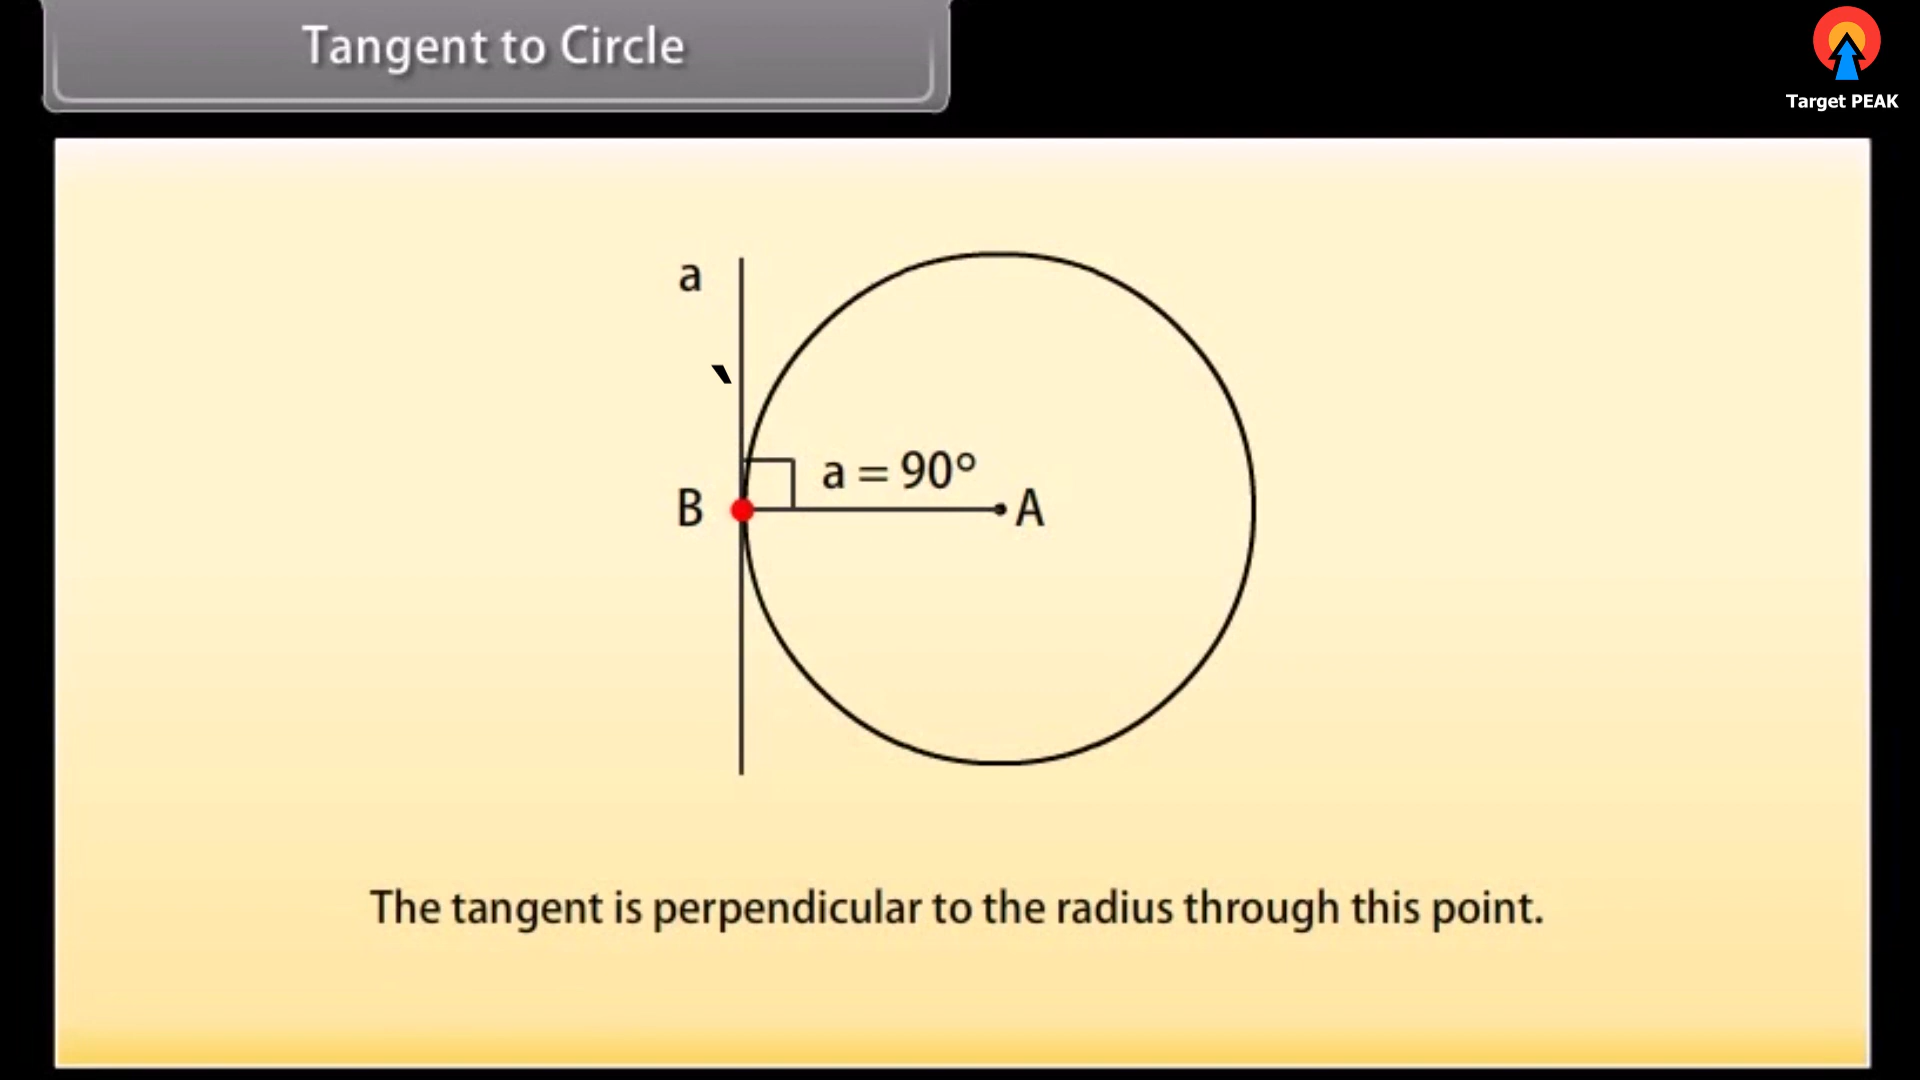 Tangent to Circle
Target PEAK
a
`
a = 90°
B
A
The tangent is perpendicular to the radius through this point.